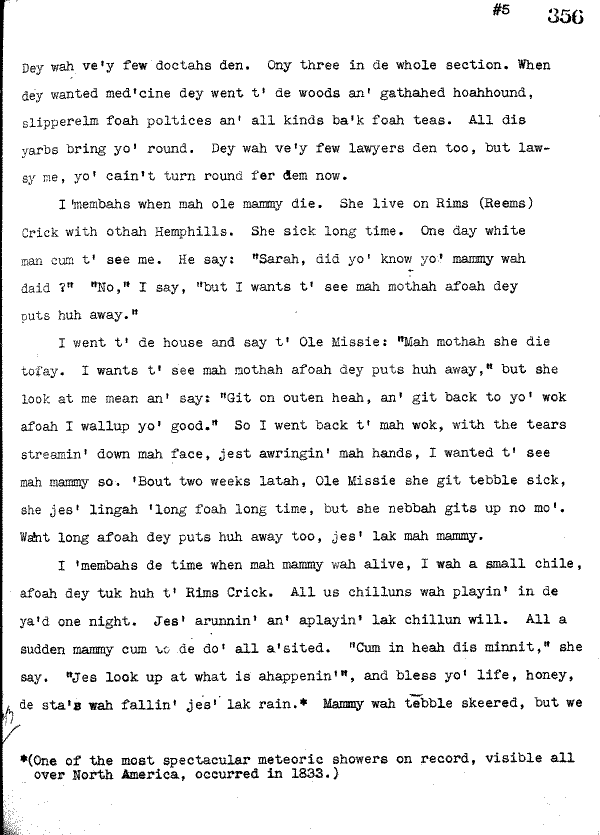 #5 356
Dey wah ve'y few doctahs den. Ony three in de whole section. When
dey wanted med'cine dey went t' de woods an' gathahed hoahhound,
slipperelm foah poltices an' all kinds ba'k foah teas. All dis
yarbs bring yo' round. Dey wah ve'y few lawyers den too, but law-
sy me, yo' cain't turn round fer dem now.
I 'membahs when mah ole mammy die. She live on Rims (Reems)
Crick with othah Hemphills. She sick long time. One day white
man cum t' see me. He say: "Sarah, did yo' know yo' mammy wah
daid ?" "No," I say, "but I wants t' see mah mothah afoah dey
puts huh away."
I went t' de house and say t' Ole Missie: "Mah mothah she die
tofay. I wants t' see mah mothah afoah dey puts huh away," but she
look at me mean an' say: "Git on outen heah, an' git back to yo' wok
afoah I wallup yo' good." So I went back t' mah wok, with the tears
streamin' down mah face, jest awringin' mah hands, I wanted t' see
mah mammy so. 'Bout two weeks latah, Ole Missie she git tebble sick,
she jes' lingah 'long foah long time, but she nebbah gits up no mo'.
Waht long afoah dey puts huh away too, jes' lak mah mammy.
I 'membahs de time when mah mammy wah alive, I wah a small chile,
afoah dey tuk huh t' Rims Crick. All us chilluns wah playin' in de
ya'd one night. Jes' arunnin' an' aplayin' lak chillun will. All a
sudden mammy cum to de do' all a'sited. "Cum in heah dis minnit," she
say. "Jes look up at what is ahappenin'", and bless yo' life, honey,
de sta's wah fallin' jes' lak rain.* Mammy wah tebble skeered, but we
*(One of the most spectacular meteoric showers on record, visible all
over North America, occurred in 1833.)